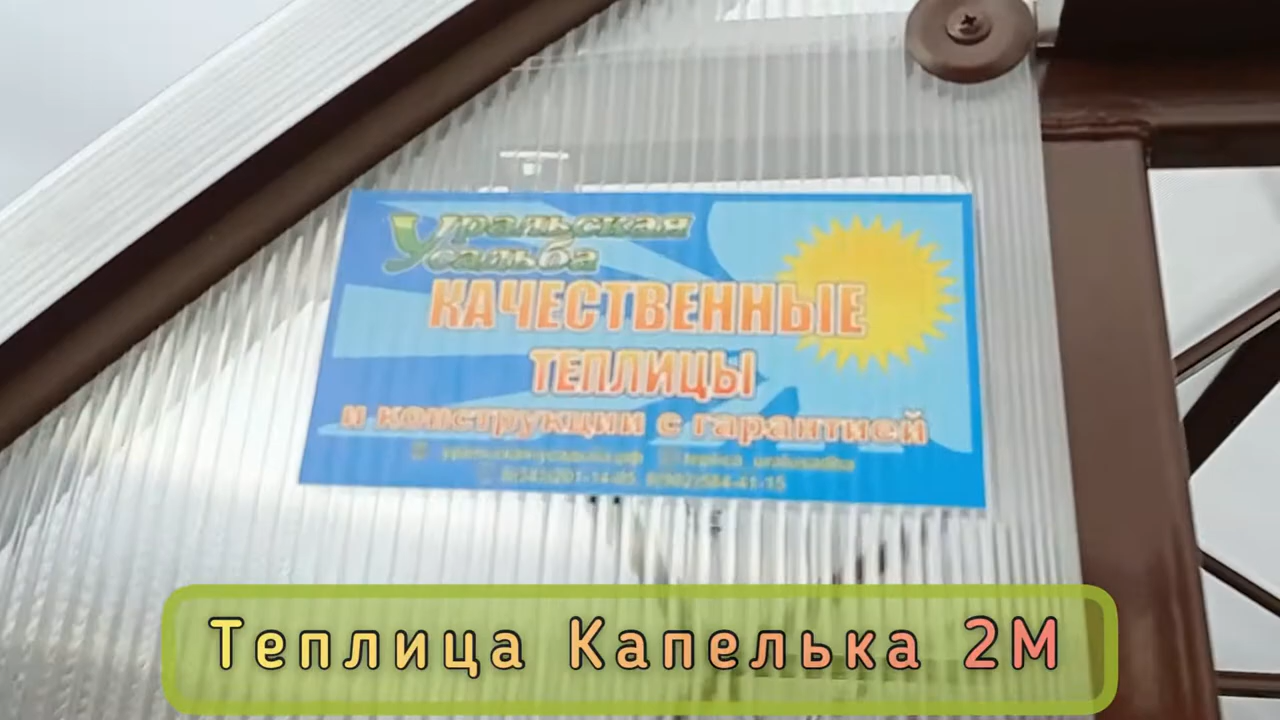 Уральская
Усадьба
КАЧЕСТВЕННЫЕ
ТЕПЛИЦЫ
и конструкции с гарантией
Теплица Капелька 2М